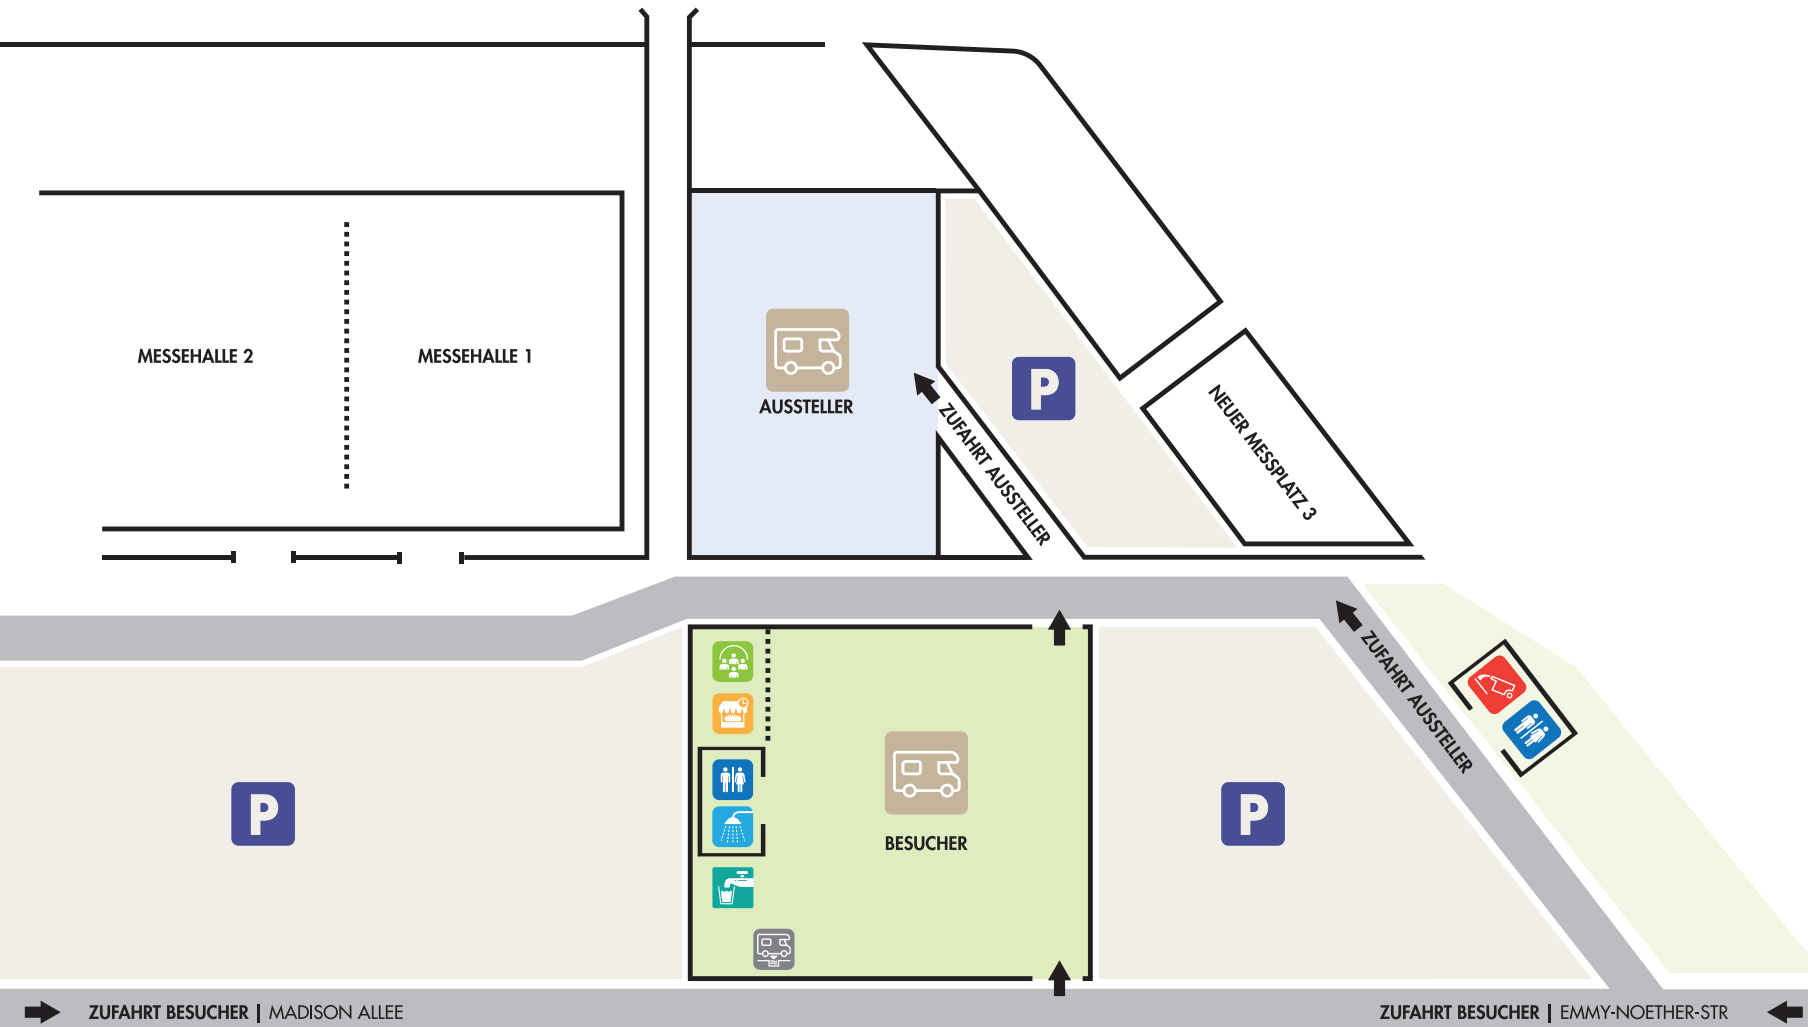 MESSEHALLE 2
MESSEHALLE 1
AUSSTELLER
P
NEUER MESSPLATZ 3
ZUFAHRT AUSSTELLER
ZUFAHRT AUSSTELLER
P
BESUCHER
P
ZUFAHRT BESUCHER | MADISON ALLEE
ZUFAHRT BESUCHER | EMMY-NOETHER-STR